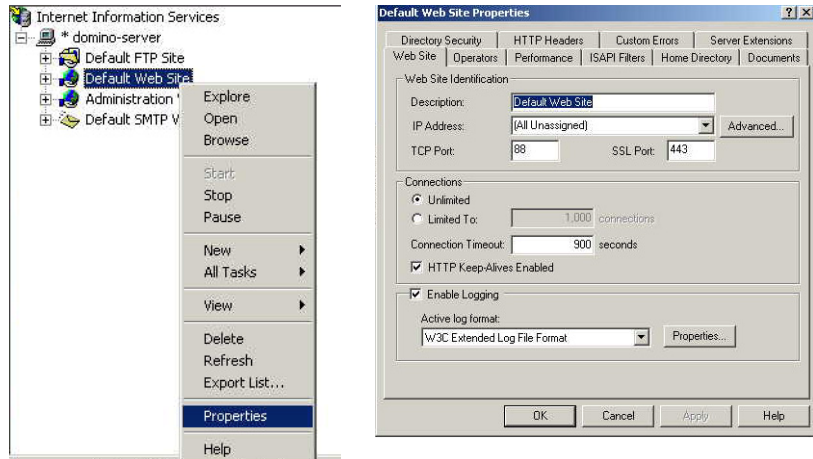 Internet Information Services
* domino-server
Default FTP Site
Default Web Site
Administration
Default SMTP V
Explore
Open
Browse
Start
Stop
Pause
New
All Tasks
View
Delete
Refresh
Export List...
Properties
Help
Default Web Site Properties
Directory Security HTTP Headers Custom Errors Server Extensions
Web Site Operators Performance ISAPI Filters Home Directory Documents
Web Site Identification
Description: Default Web Site
IP Address: (All Unassigned) Advanced...
TCP Port: 88 SSL Port: 443
Connections
Unlimited
Limited To: 1,000 connections
Connection Timeout: 900 seconds
HTTP Keep-Alives Enabled
Enable Logging
Active log format:
W3C Extended Log File Format Properties...
OK Cancel Apply Help